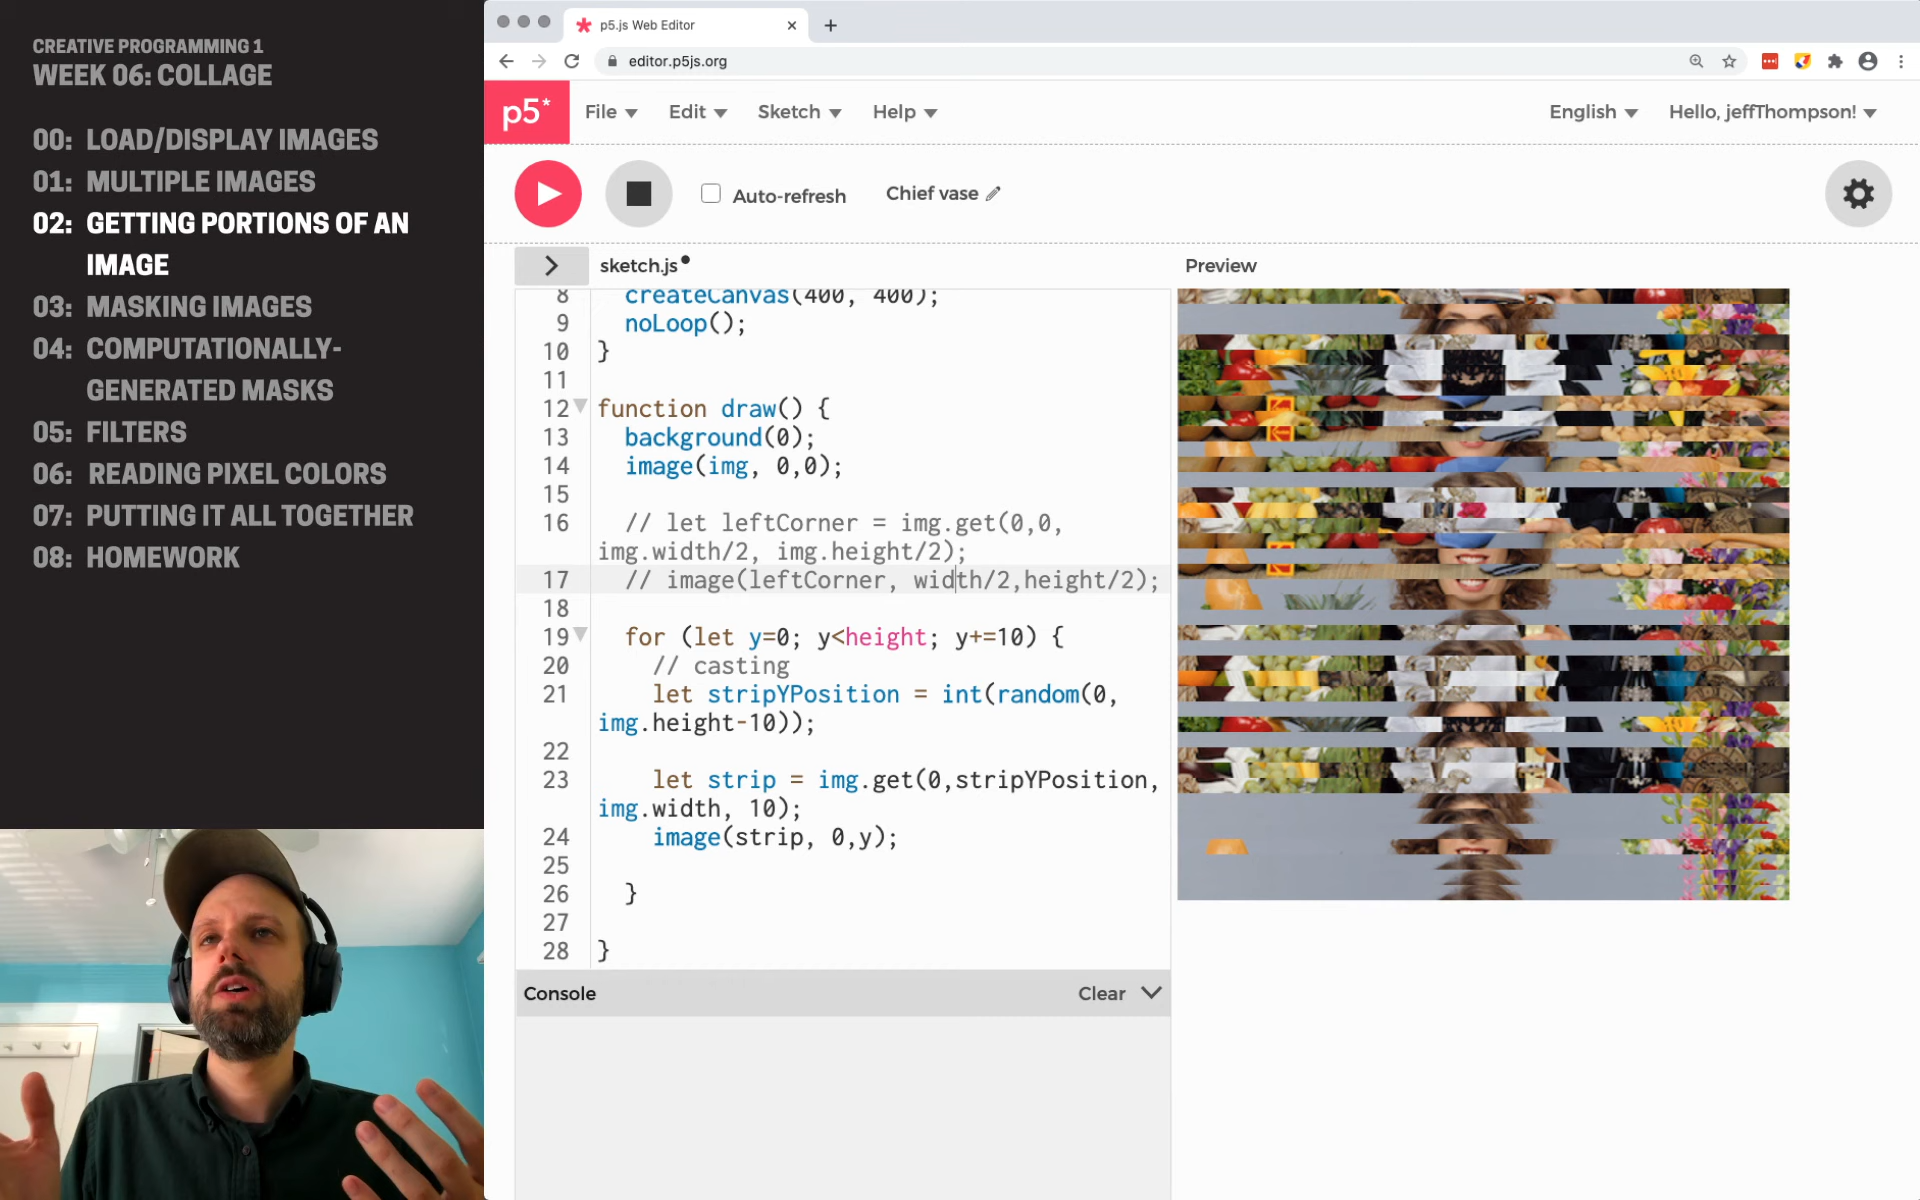 CREATIVE PROGRAMMING 1
WEEK 06: COLLAGE
00: LOAD/DISPLAY IMAGES
01: MULTIPLE IMAGES
02: GETTING PORTIONS OF AN
IMAGE
03: MASKING IMAGES
04: COMPUTATIONALLY-
GENERATED MASKS
05: FILTERS
06: READING PIXEL COLORS
07: PUTTING IT ALL TOGETHER
08: HOMEWORK
p5.js Web Editor
editor.p5js.org
p5*
File Edit Sketch Help
English Hello, jeffThompson!
Auto-refresh Chief vase
sketch.js
Preview
8 createCanvas(400, 400);
9 noLoop();
10 }
11
12 function draw() {
13 background(0);
14 image(img, 0,0);
15
16 // let leftCorner = img.get(0,0,
img.width/2, img.height/2);
17 // image(leftCorner, width/2,height/2);
18
19 for (let y=0; y<height; y+=10) {
20 // casting
21 let stripYPosition = int(random(0,
img.height-10));
22
23 let strip = img.get(0,stripYPosition,
img.width, 10);
24 image(strip, 0,y);
25
26 }
27
28 }
Console Clear